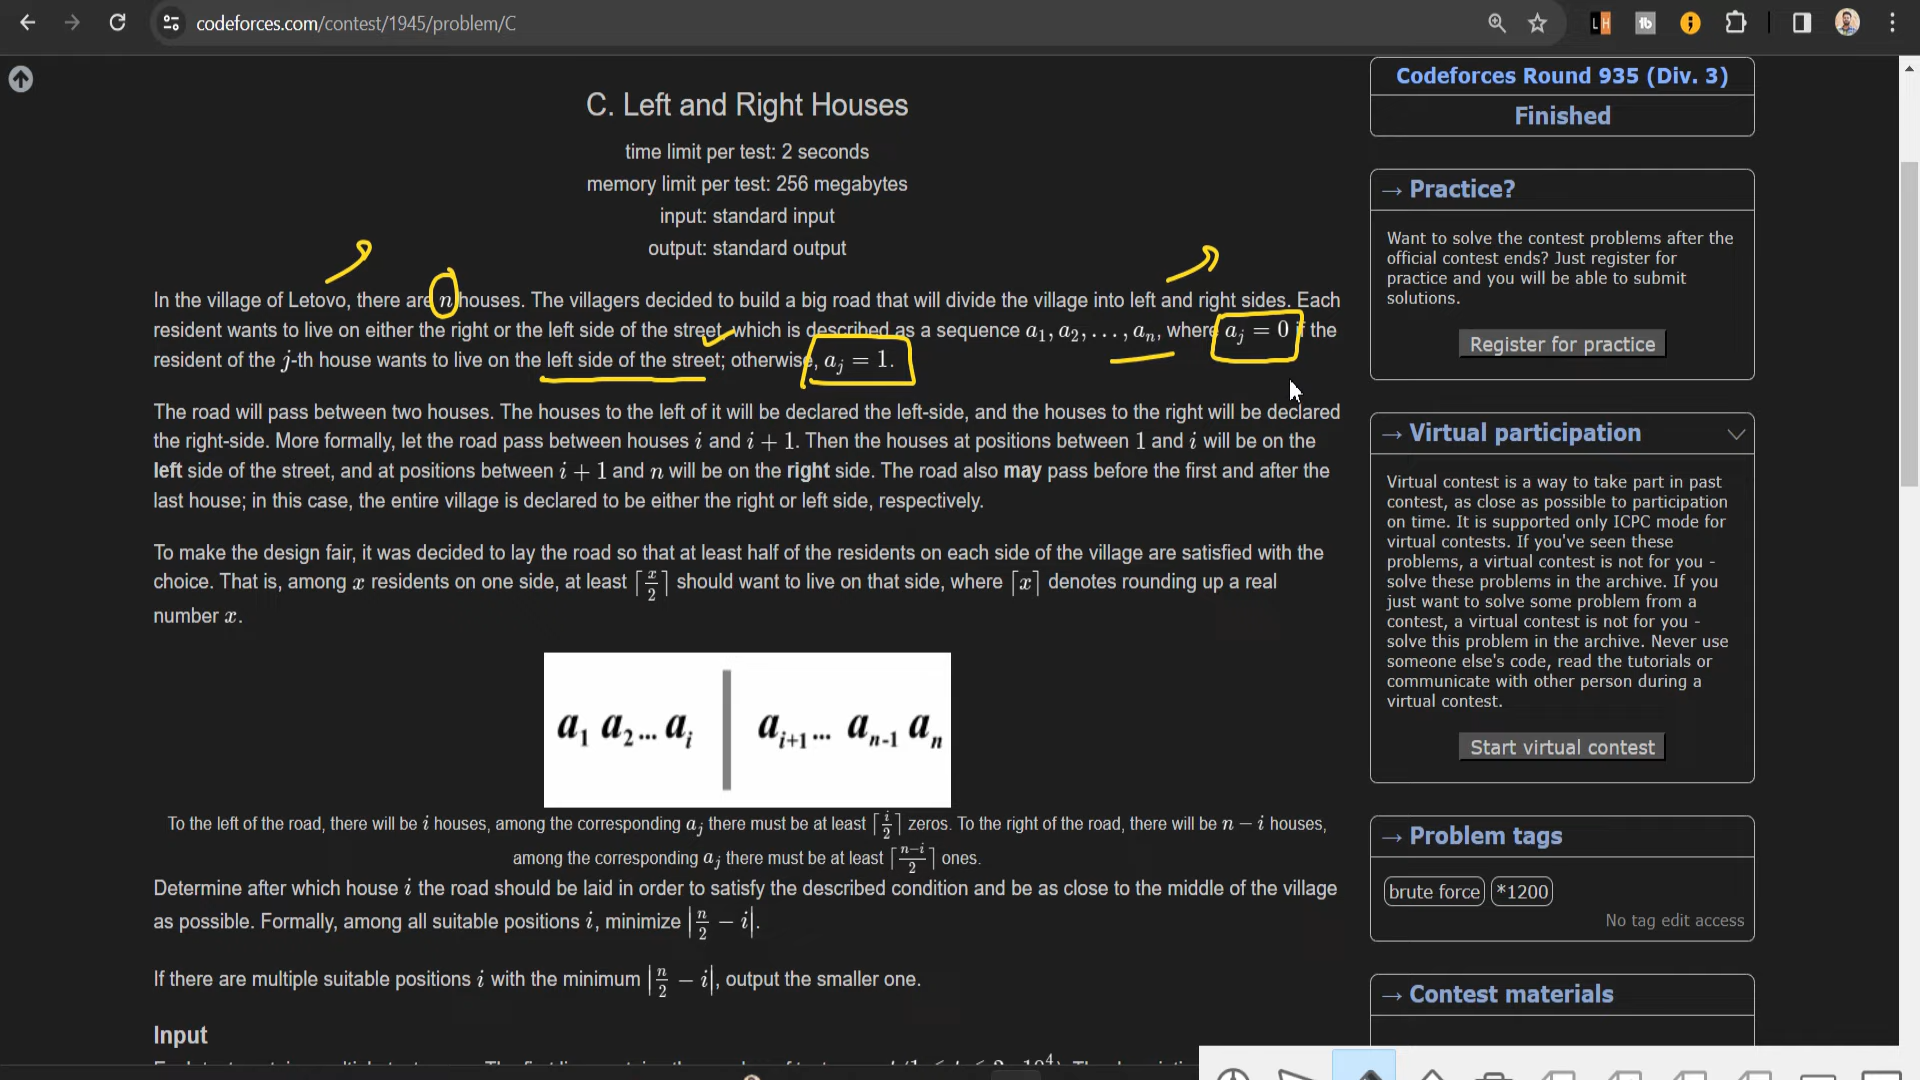 codeforces.com/contest/1945/problem/C
C. Left and Right Houses
time limit per test: 2 seconds
memory limit per test: 256 megabytes
input: standard input
output: standard output
In the village of Letovo, there are n houses. The villagers decided to build a big road that will divide the village into left and right sides. Each
resident wants to live on either the right or the left side of the street, which is described as a sequence a₁, a₂, . . . , aₙ, where aⱼ = 0 if the
resident of the j-th house wants to live on the left side of the street; otherwise, aⱼ = 1.
The road will pass between two houses. The houses to the left of it will be declared the left-side, and the houses to the right will be declared
the right-side. More formally, let the road pass between houses i and i + 1. Then the houses at positions between 1 and i will be on the
left side of the street, and at positions between i + 1 and n will be on the right side. The road also may pass before the first and after the
last house; in this case, the entire village is declared to be either the right or left side, respectively.
To make the design fair, it was decided to lay the road so that at least half of the residents on each side of the village are satisfied with the
choice. That is, among x residents on one side, at least ⌈x/2⌉ should want to live on that side, where ⌈x⌉ denotes rounding up a real
number x.
a₁ a₂... aᵢ aᵢ₊₁... aₙ₋₁ aₙ
To the left of the road, there will be i houses, among the corresponding aⱼ there must be at least ⌈i/2⌉ zeros. To the right of the road, there will be n − i houses,
among the corresponding aⱼ there must be at least ⌈(n−i)/2⌉ ones.
Determine after which house i the road should be laid in order to satisfy the described condition and be as close to the middle of the village
as possible. Formally, among all suitable positions i, minimize |n/2 − i|.
If there are multiple suitable positions i with the minimum |n/2 − i|, output the smaller one.
Input
Codeforces Round 935 (Div. 3)
Finished
→ Practice?
Want to solve the contest problems after the
official contest ends? Just register for
practice and you will be able to submit
solutions.
Register for practice
→ Virtual participation
Virtual contest is a way to take part in past
contest, as close as possible to participation
on time. It is supported only ICPC mode for
virtual contests. If you've seen these
problems, a virtual contest is not for you -
solve these problems in the archive. If you
just want to solve some problem from a
contest, a virtual contest is not for you -
solve this problem in the archive. Never use
someone else's code, read the tutorials or
communicate with other person during a
virtual contest.
Start virtual contest
→ Problem tags
brute force *1200
No tag edit access
→ Contest materials